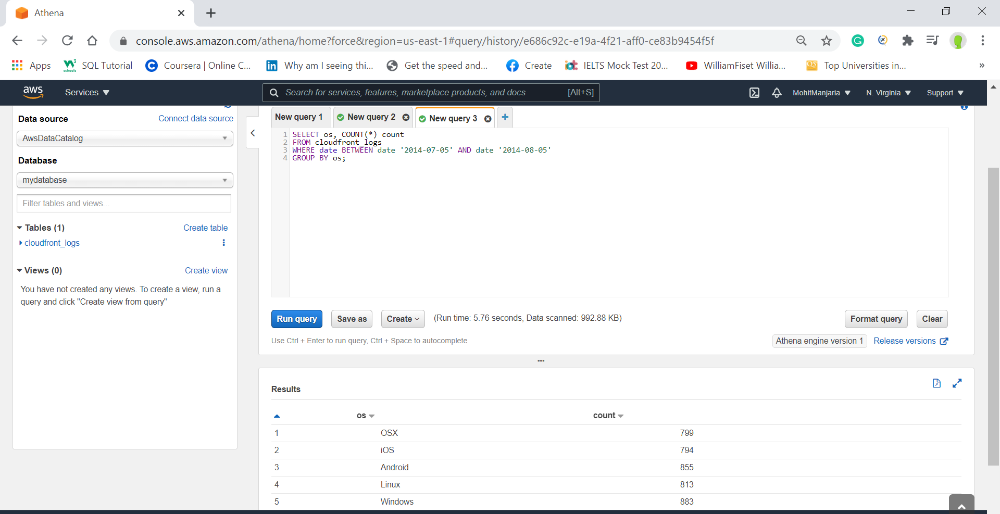 Athena
console.aws.amazon.com/athena/home?force&region=us-east-1#query/history/e686c92c-e19a-4f21-aff0-ce83b9454f5f
Apps W3 schools SQL Tutorial Coursera | Online C... Why am I seeing thi... Get the speed and... Create IELTS Mock Test 20... WilliamFiset Willia... Top Universities in... »
aws Services Search for services, features, marketplace products, and docs [Alt+S] MohitManjaria N. Virginia Support
Data source Connect data source
AwsDataCatalog
Database
mydatabase
Filter tables and views...
Tables (1) Create table
cloudfront_logs
Views (0) Create view
You have not created any views. To create a view, run a
query and click "Create view from query"
New query 1 New query 2 New query 3 +
1 SELECT os, COUNT(*) count
2 FROM cloudfront_logs
3 WHERE date BETWEEN date '2014-07-05' AND date '2014-08-05'
4 GROUP BY os;
Run query Save as Create (Run time: 5.76 seconds, Data scanned: 992.88 KB) Format query Clear
Use Ctrl + Enter to run query, Ctrl + Space to autocomplete Athena engine version 1 Release versions
Results
os count
1 OSX 799
2 iOS 794
3 Android 855
4 Linux 813
5 Windows 883